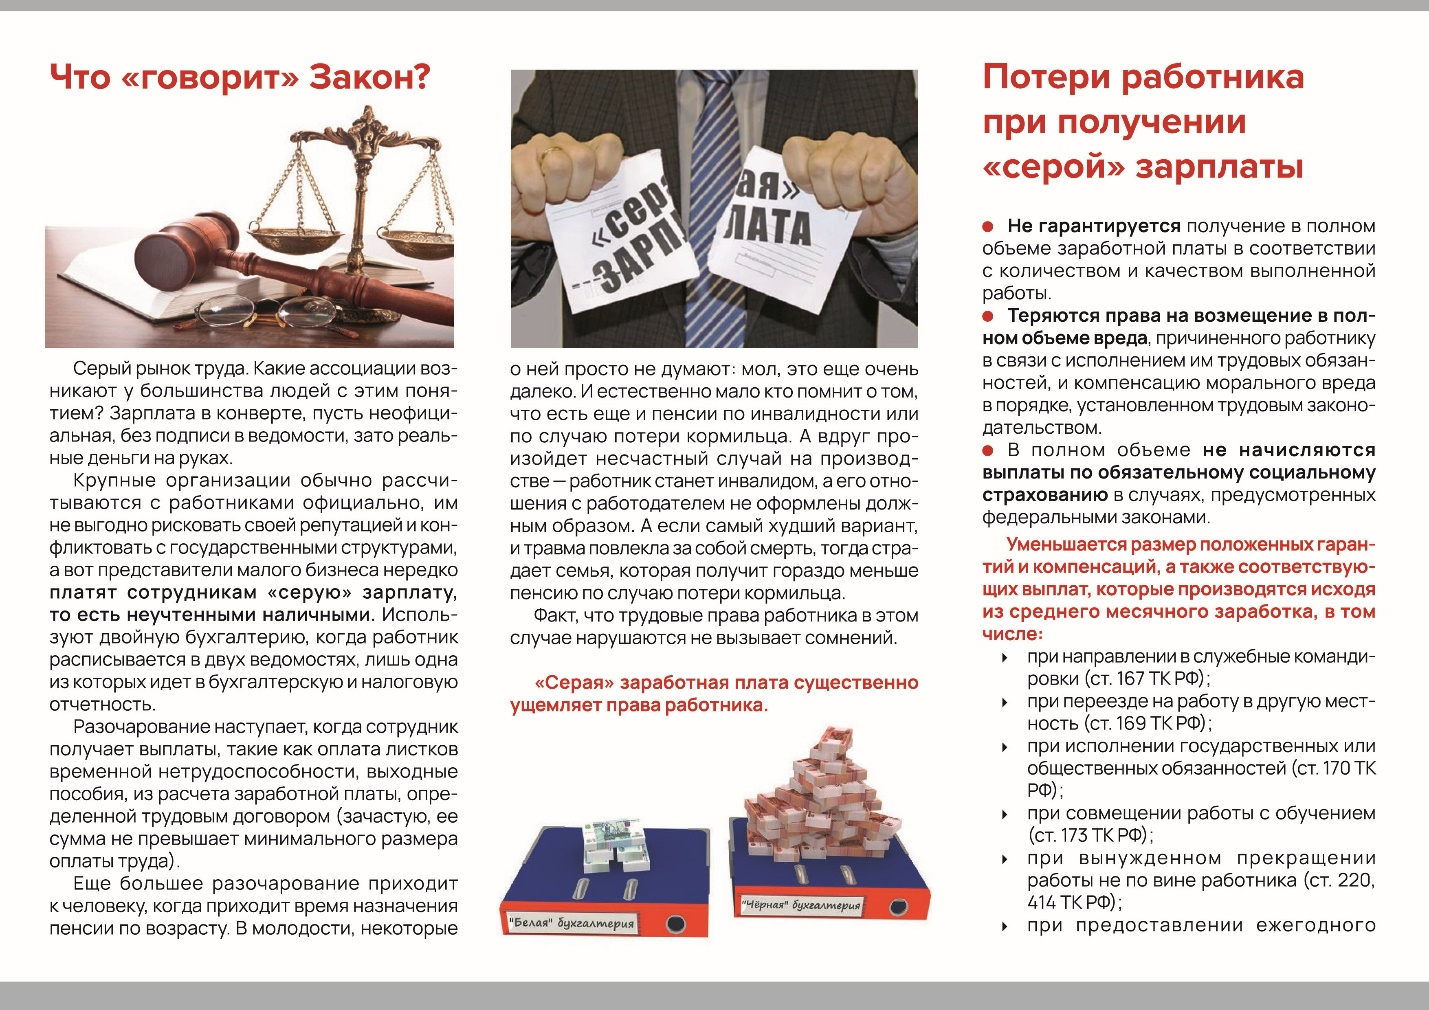 Что «говорит» Закон?
Серый рынок труда. Какие ассоциации воз-
никают у большинства людей с этим поня-
тием? Зарплата в конверте, пусть неофици-
альная, без подписи в ведомости, зато реаль-
ные деньги на руках.
Крупные организации обычно рассчи-
тываются с работниками официально, им
не выгодно рисковать своей репутацией и кон-
фликтовать с государственными структурами,
а вот представители малого бизнеса нередко
платят сотрудникам «серую» зарплату,
то есть неучтенными наличными. Исполь-
зуют двойную бухгалтерию, когда работник
расписывается в двух ведомостях, лишь одна
из которых идет в бухгалтерскую и налоговую
отчетность.
Разочарование наступает, когда сотрудник
получает выплаты, такие как оплата листков
временной нетрудоспособности, выходные
пособия, из расчета заработной платы, опре-
деленной трудовым договором (зачастую, ее
сумма не превышает минимального размера
оплаты труда).
Еще большее разочарование приходит
к человеку, когда приходит время назначения
пенсии по возрасту. В молодости, некоторые
«сер
...ЗАРП
ая»
ЛАТА
о ней просто не думают: мол, это еще очень
далеко. И естественно мало кто помнит о том,
что есть еще и пенсии по инвалидности или
по случаю потери кормильца. А вдруг про-
изойдет несчастный случай на производ-
стве – работник станет инвалидом, а его отно-
шения с работодателем не оформлены долж-
ным образом. А если самый худший вариант,
и травма повлекла за собой смерть, тогда стра-
дает семья, которая получит гораздо меньше
пенсию по случаю потери кормильца.
Факт, что трудовые права работника в этом
случае нарушаются не вызывает сомнений.
«Серая» заработная плата существенно
ущемляет права работника.
"Белая" бухгалтерия
"Чёрная" бухгалтерия
Потери работника
при получении
«серой» зарплаты
● Не гарантируется получение в полном
объеме заработной платы в соответствии
с количеством и качеством выполненной
работы.
● Теряются права на возмещение в пол-
ном объеме вреда, причиненного работнику
в связи с исполнением им трудовых обязан-
ностей, и компенсацию морального вреда
в порядке, установленном трудовым законо-
дательством.
● В полном объеме не начисляются
выплаты по обязательному социальному
страхованию в случаях, предусмотренных
федеральными законами.
Уменьшается размер положенных гаран-
тий и компенсаций, а также соответствую-
щих выплат, которые производятся исходя
из среднего месячного заработка, в том
числе:
при направлении в служебные команди-
ровки (ст. 167 ТК РФ);
при переезде на работу в другую мест-
ность (ст. 169 ТК РФ);
при исполнении государственных или
общественных обязанностей (ст. 170 ТК
РФ);
при совмещении работы с обучением
(ст. 173 ТК РФ);
при вынужденном прекращении
работы не по вине работника (ст. 220,
414 ТК РФ);
при предоставлении ежегодного